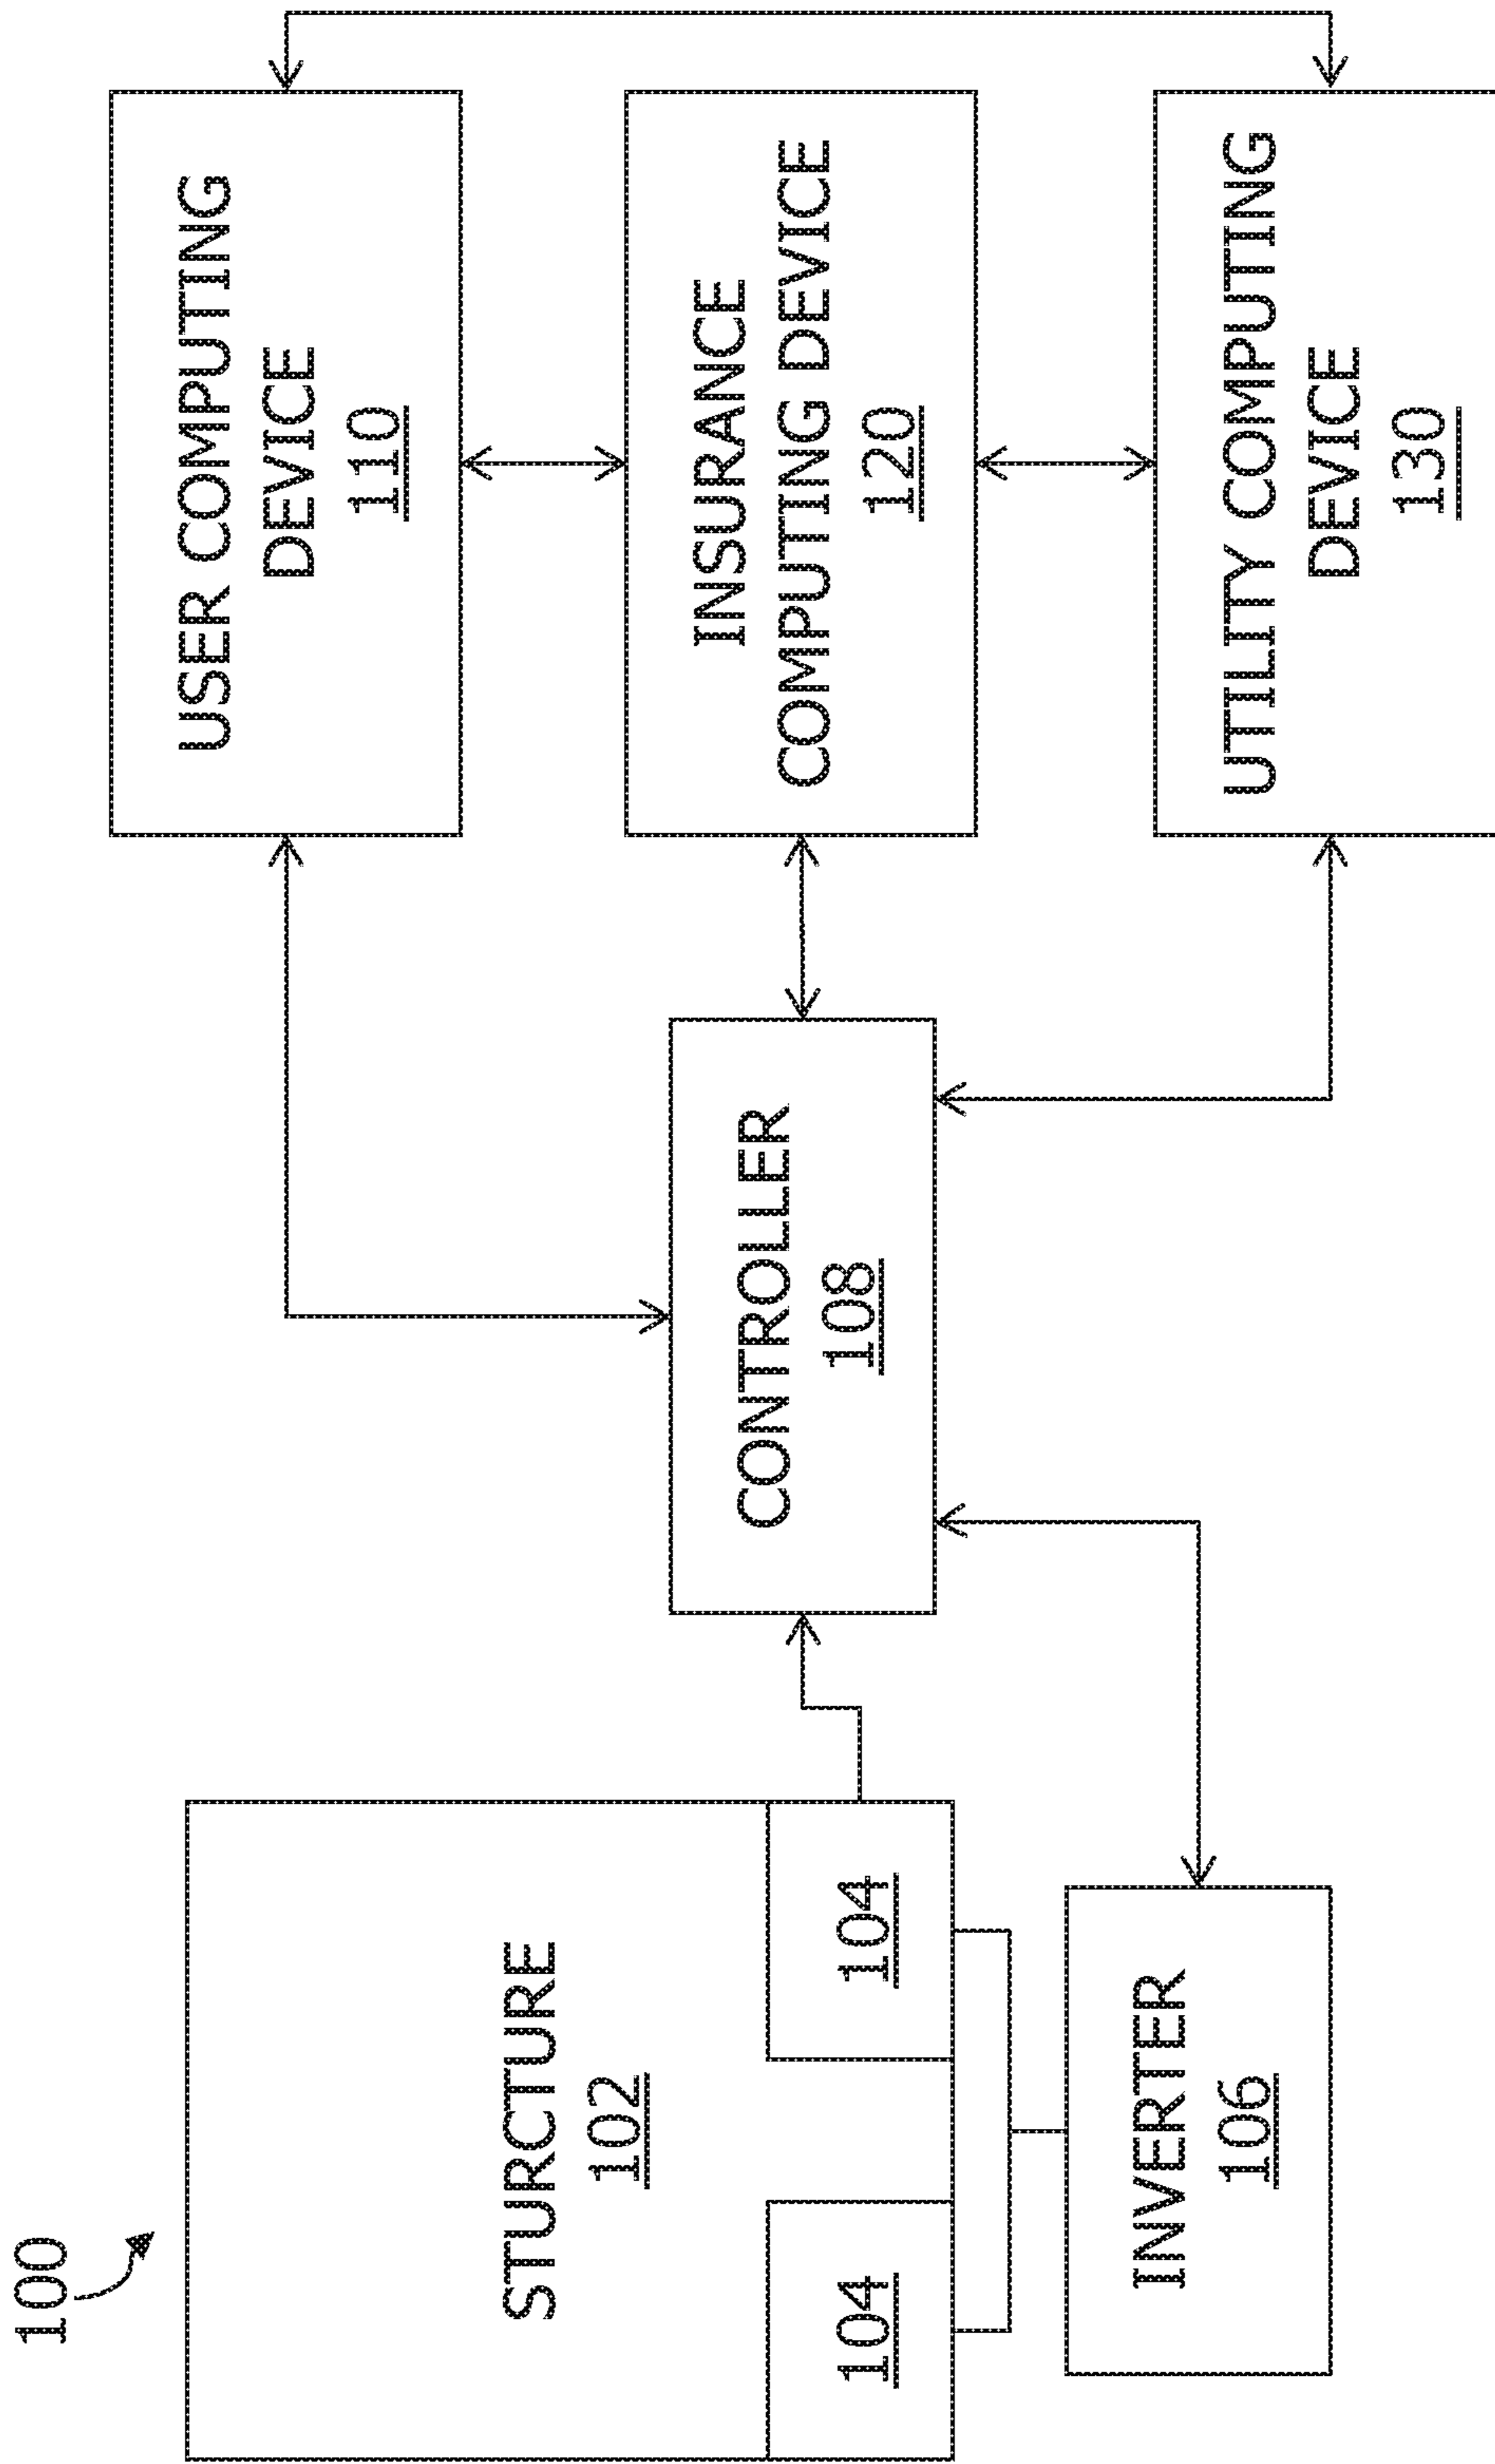 100
STURCTURE
102
104
104
INVERTER
106
CONTROLLER
108
USER COMPUTING
DEVICE
110
INSURANCE
COMPUTING DEVICE
120
UTILITY COMPUTING
DEVICE
130